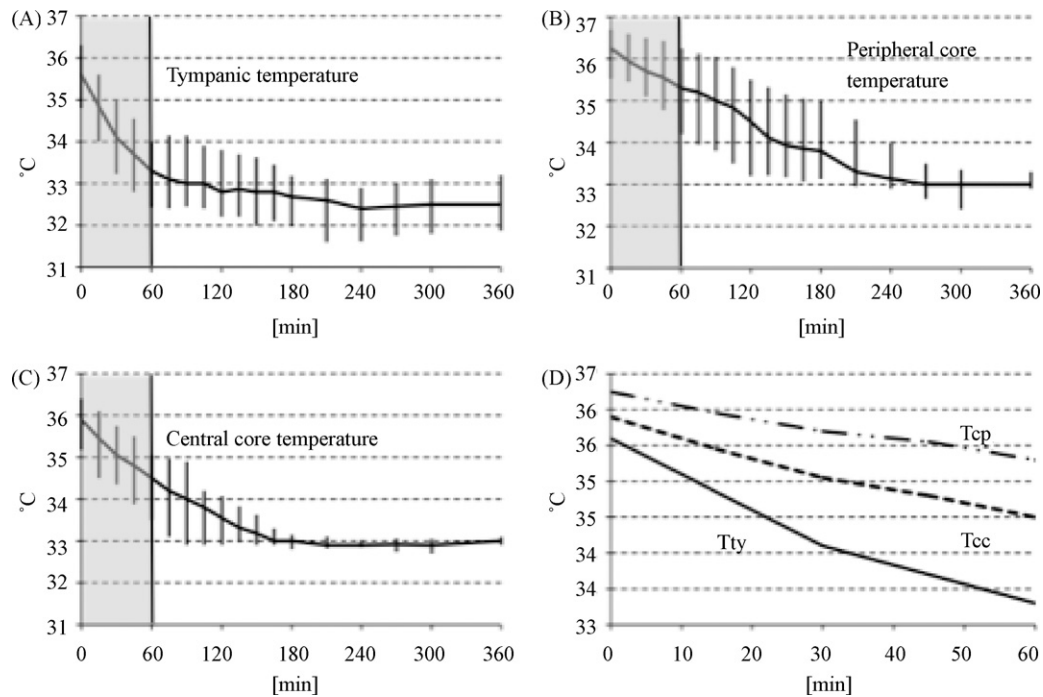 (A)
37
36
35
34
33
32
31
°C
Tympanic temperature
0 60 120 180 240 300 360
[min]
(B)
37
36
35
34
33
32
31
°C
Peripheral core
temperature
0 60 120 180 240 300 360
[min]
(C)
37
36
35
34
33
32
31
°C
Central core temperature
0 60 120 180 240 300 360
[min]
(D)
37
36
36
35
35
34
34
33
°C
Tcp
Tty
Tcc
0 10 20 30 40 50 60
[min]